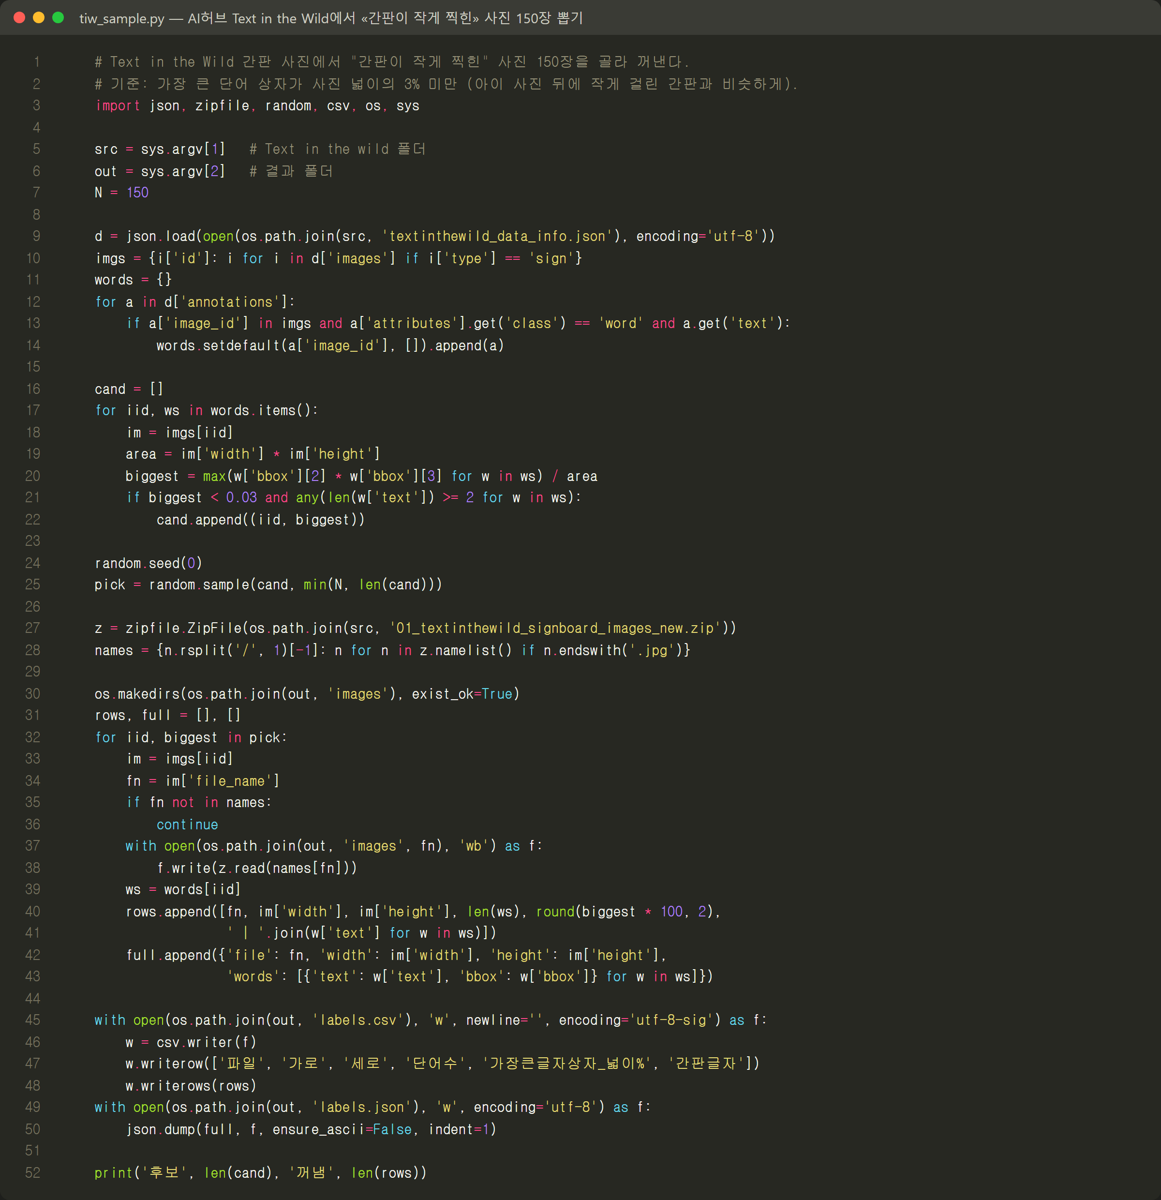 tiw_sample.py — AI허브 Text in the Wild에서 «간판이 작게 찍힌» 사진 150장 뽑기
1 # Text in the Wild 간판 사진에서 "간판이 작게 찍힌" 사진 150장을 골라 꺼낸다.
2 # 기준: 가장 큰 단어 상자가 사진 넓이의 3% 미만 (아이 사진 뒤에 작게 걸린 간판과 비슷하게).
3 import json, zipfile, random, csv, os, sys
4
5 src = sys.argv[1]   # Text in the wild 폴더
6 out = sys.argv[2]   # 결과 폴더
7 N = 150
8
9 d = json.load(open(os.path.join(src, 'textinthewild_data_info.json'), encoding='utf-8'))
10 imgs = {i['id']: i for i in d['images'] if i['type'] == 'sign'}
11 words = {}
12 for a in d['annotations']:
13     if a['image_id'] in imgs and a['attributes'].get('class') == 'word' and a.get('text'):
14         words.setdefault(a['image_id'], []).append(a)
15
16 cand = []
17 for iid, ws in words.items():
18     im = imgs[iid]
19     area = im['width'] * im['height']
20     biggest = max(w['bbox'][2] * w['bbox'][3] for w in ws) / area
21     if biggest < 0.03 and any(len(w['text']) >= 2 for w in ws):
22         cand.append((iid, biggest))
23
24 random.seed(0)
25 pick = random.sample(cand, min(N, len(cand)))
26
27 z = zipfile.ZipFile(os.path.join(src, '01_textinthewild_signboard_images_new.zip'))
28 names = {n.rsplit('/', 1)[-1]: n for n in z.namelist() if n.endswith('.jpg')}
29
30 os.makedirs(os.path.join(out, 'images'), exist_ok=True)
31 rows, full = [], []
32 for iid, biggest in pick:
33     im = imgs[iid]
34     fn = im['file_name']
35     if fn not in names:
36         continue
37     with open(os.path.join(out, 'images', fn), 'wb') as f:
38         f.write(z.read(names[fn]))
39     ws = words[iid]
40     rows.append([fn, im['width'], im['height'], len(ws), round(biggest * 100, 2),
41                  ' | '.join(w['text'] for w in ws)])
42     full.append({'file': fn, 'width': im['width'], 'height': im['height'],
43                  'words': [{'text': w['text'], 'bbox': w['bbox']} for w in ws]})
44
45 with open(os.path.join(out, 'labels.csv'), 'w', newline='', encoding='utf-8-sig') as f:
46     w = csv.writer(f)
47     w.writerow(['파일', '가로', '세로', '단어수', '가장큰글자상자_넓이%', '간판글자'])
48     w.writerows(rows)
49 with open(os.path.join(out, 'labels.json'), 'w', encoding='utf-8') as f:
50     json.dump(full, f, ensure_ascii=False, indent=1)
51
52 print('후보', len(cand), '꺼냄', len(rows))